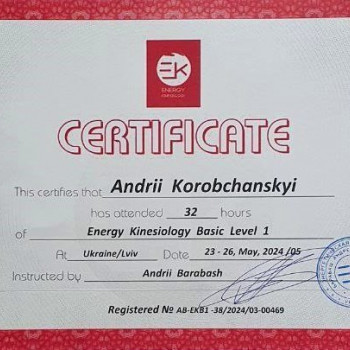 EK
ENERGY
KINESIOLOGY
CERTIFICATE
This certifies that Andrii Korobchanskyi
has attended 32 hours
of Energy Kinesiology Basic Level 1
At Ukraine/Lviv Date 23 - 26, May, 2024 /05
Instructed by Andrii Barabash
Registered № AB-EKB1 -38/2024/03-00469